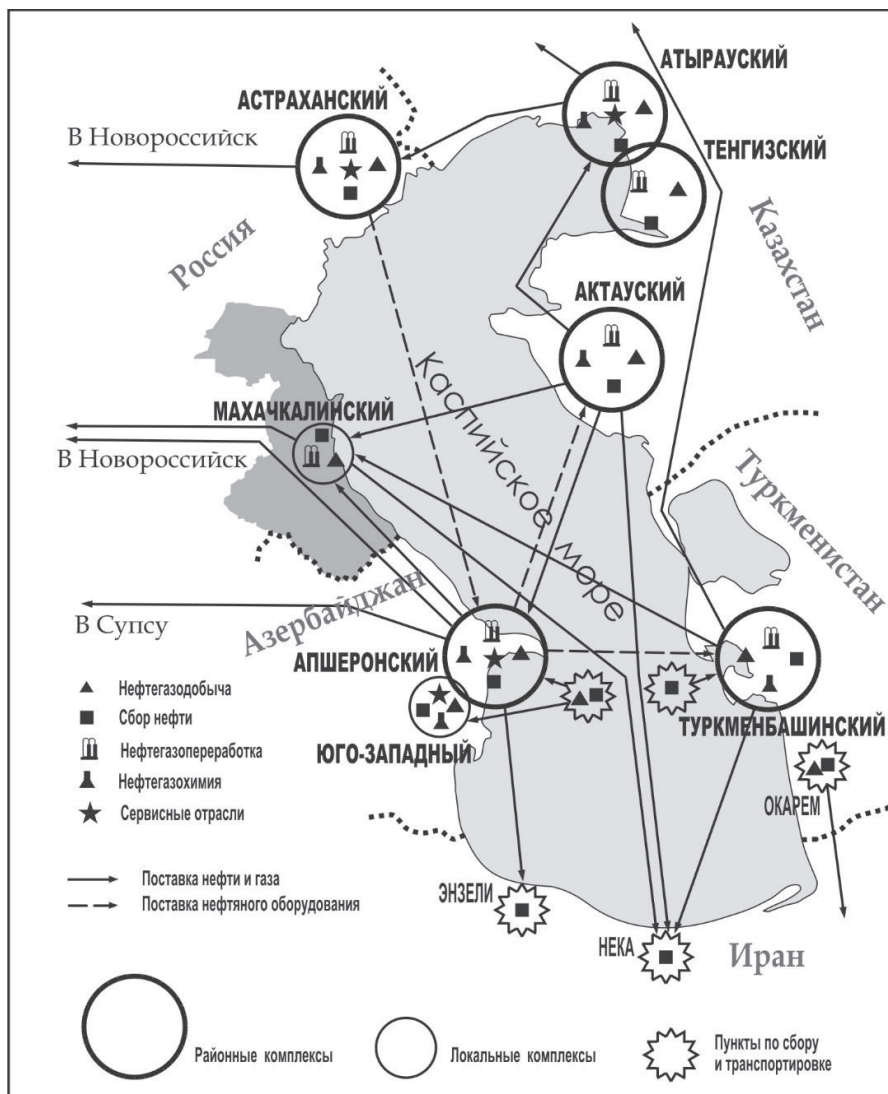 АТЫРАУСКИЙ
АСТРАХАНСКИЙ
В Новороссийск
ТЕНГИЗСКИЙ
Россия
Казахстан
АКТАУСКИЙ
Каспийское море
МАХАЧКАЛИНСКИЙ
В Новороссийск
Туркменистан
Азербайджан
В Супсу
АПШЕРОНСКИЙ
Нефтегазодобыча
Сбор нефти
ТУРКМЕНБАШИНСКИЙ
Нефтегазопереработка
ЮГО-ЗАПАДНЫЙ
Нефтегазохимия
Сервисные отрасли
ОКАРЕМ
Поставка нефти и газа
ЭНЗЕЛИ
Поставка нефтяного оборудования
НЕКА
Иран
Районные комплексы
Локальные комплексы
Пункты по сбору
и транспортировке